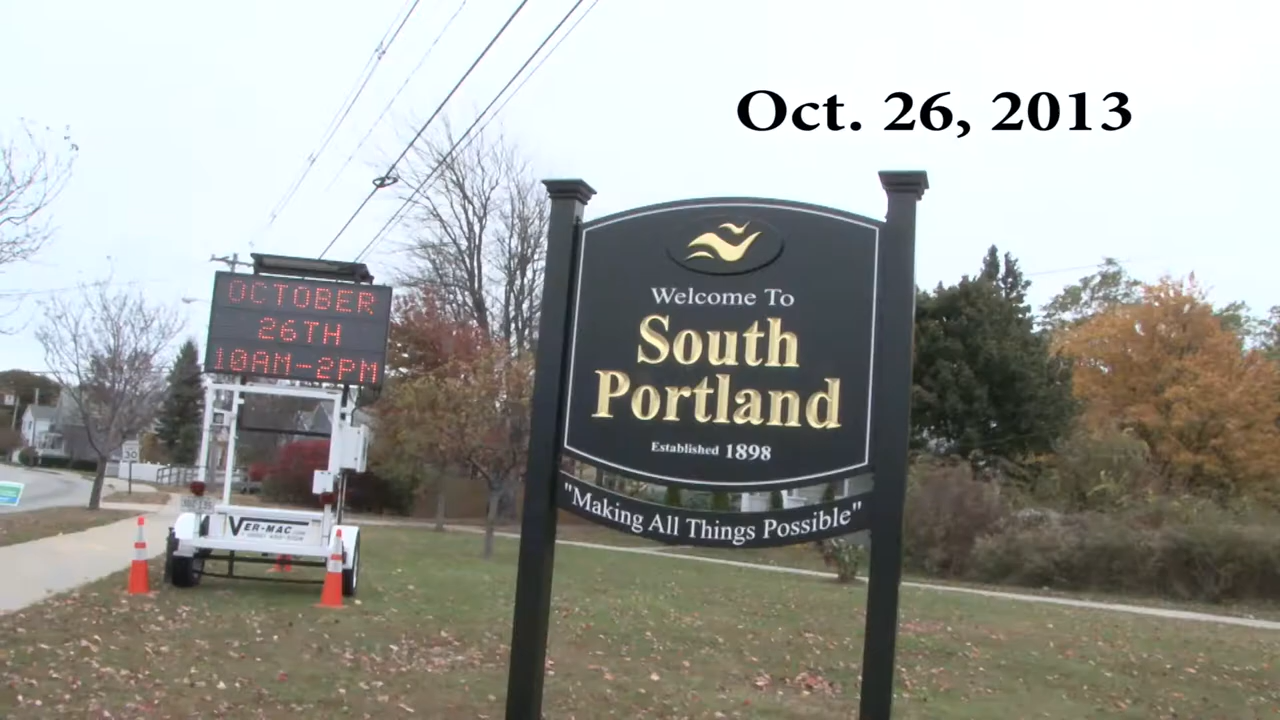 Oct. 26, 2013
OCTOBER
26TH
10AM-2PM
Welcome To
South
Portland
Established 1898
"Making All Things Possible"
30
VER-MAC